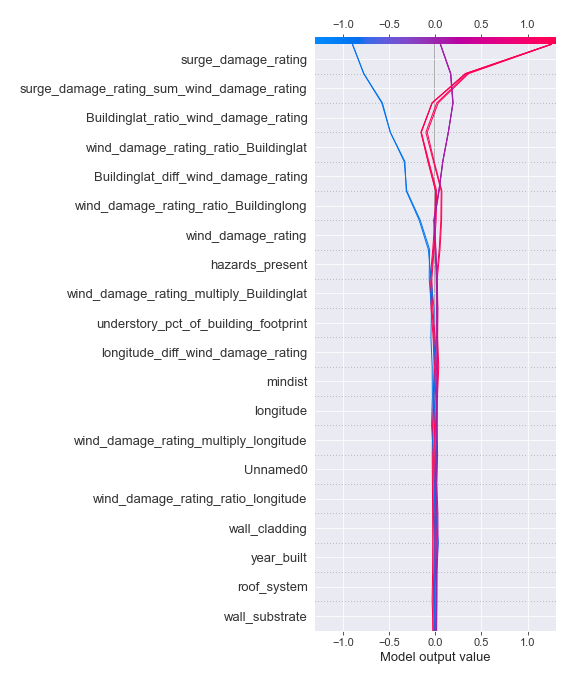 −1.0 −0.5 0.0 0.5 1.0
surge_damage_rating
surge_damage_rating_sum_wind_damage_rating
Buildinglat_ratio_wind_damage_rating
wind_damage_rating_ratio_Buildinglat
Buildinglat_diff_wind_damage_rating
wind_damage_rating_ratio_Buildinglong
wind_damage_rating
hazards_present
wind_damage_rating_multiply_Buildinglat
understory_pct_of_building_footprint
longitude_diff_wind_damage_rating
mindist
longitude
wind_damage_rating_multiply_longitude
Unnamed0
wind_damage_rating_ratio_longitude
wall_cladding
year_built
roof_system
wall_substrate
−1.0 −0.5 0.0 0.5 1.0
Model output value